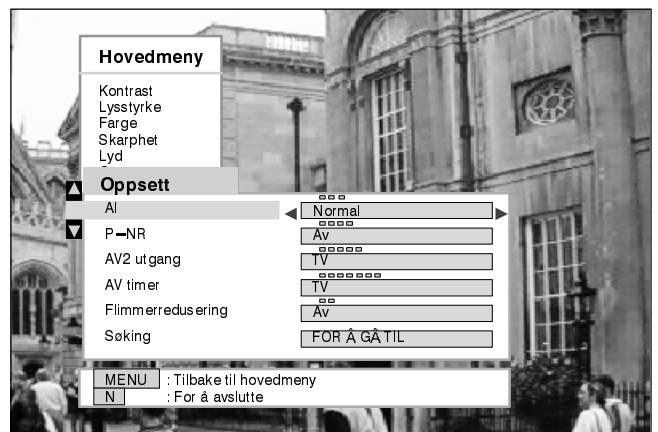 Hovedmeny
Kontrast
Lysstyrke
Farge
Skarphet
Lyd
Oppsett
AI Normal
P–NR Av
AV2 utgang TV
AV timer TV
Flimmerredusering Av
Søking FOR Å GÅ TIL
MENU : Tilbake til hovedmeny
N : For å avslutte